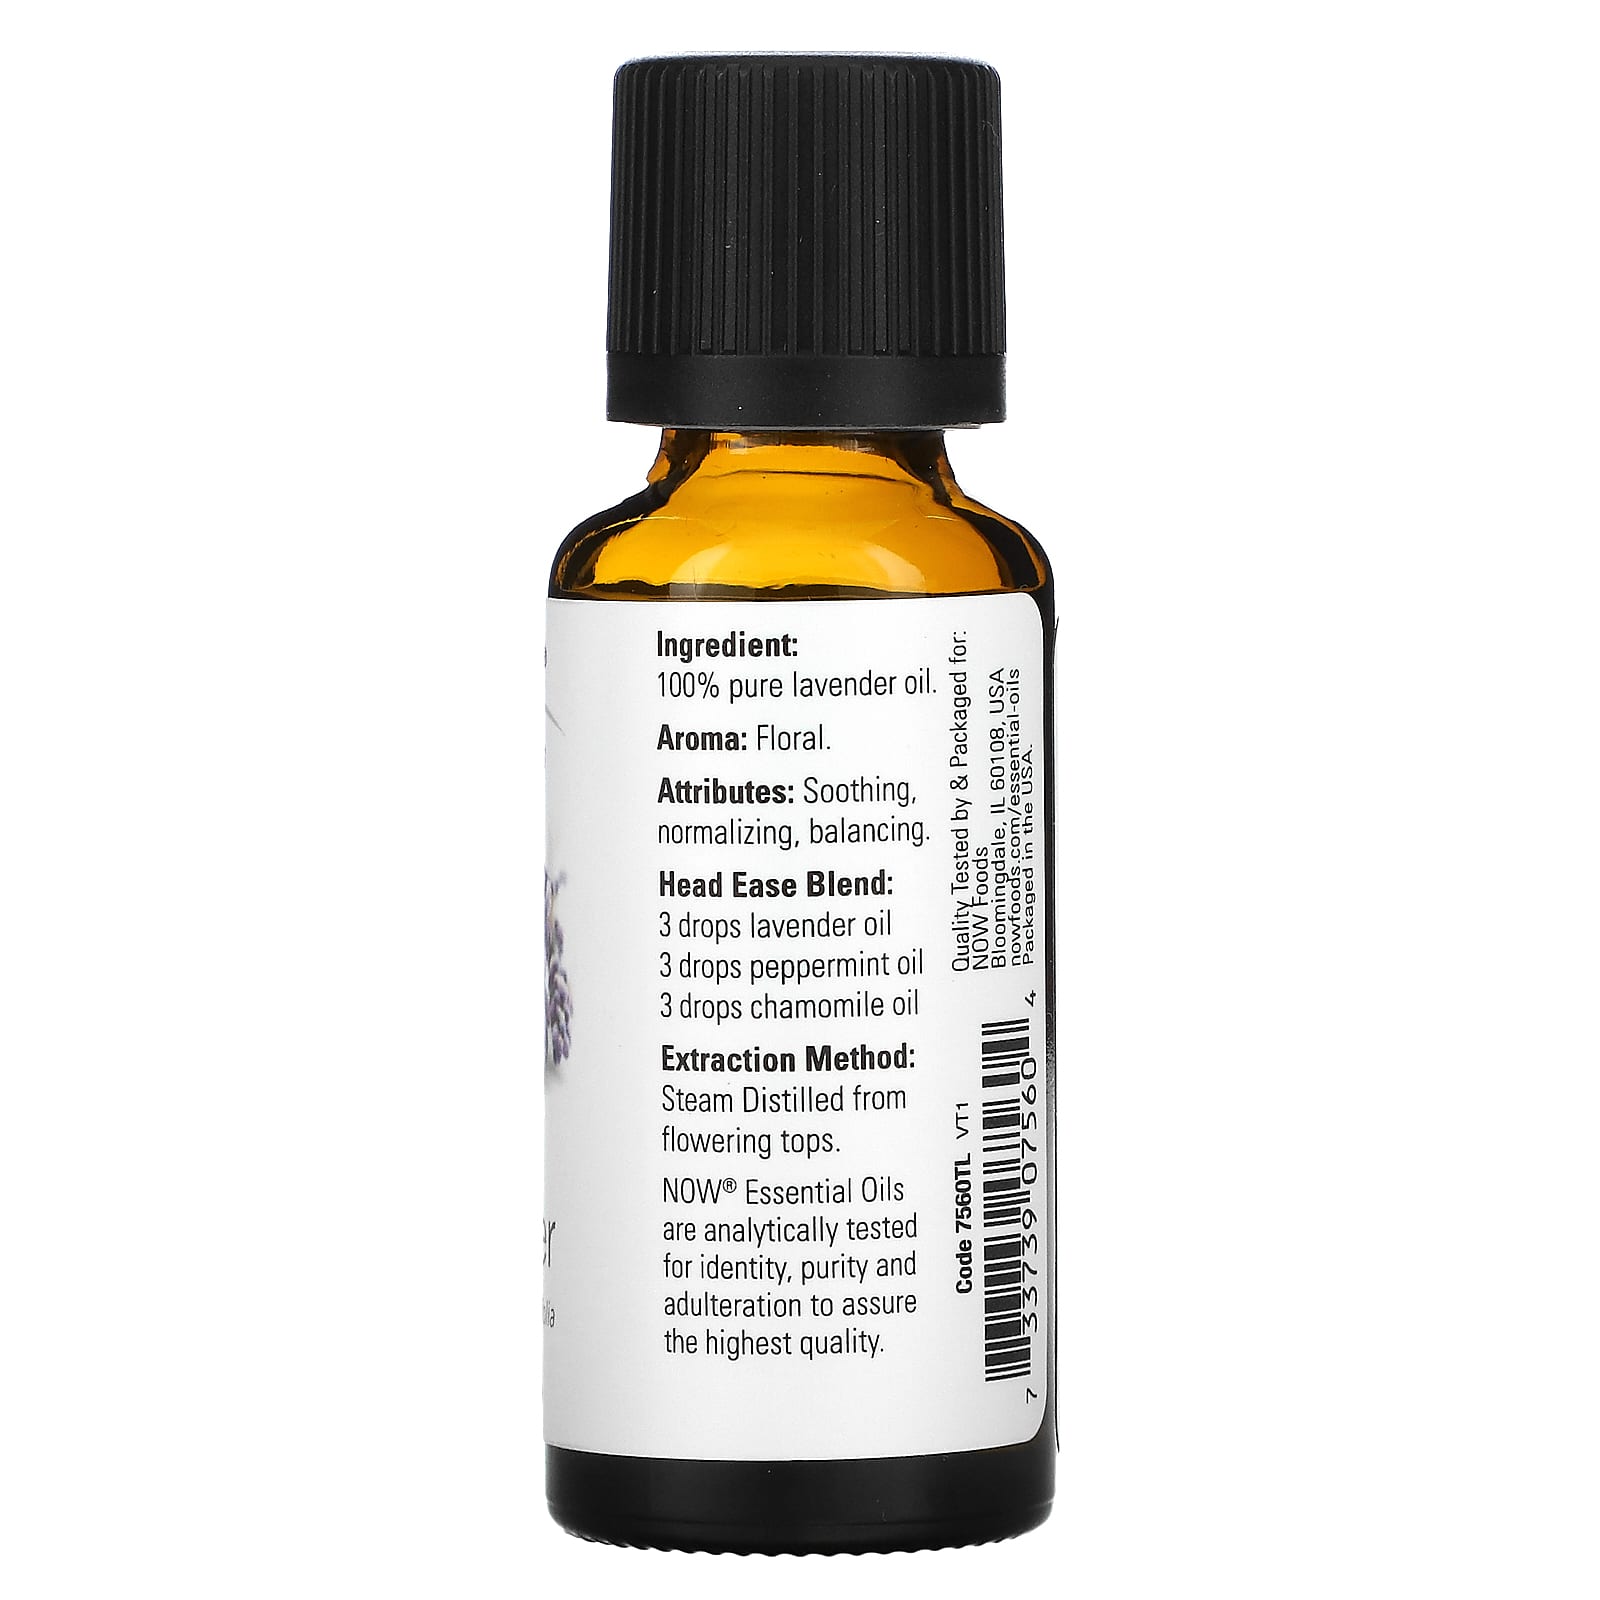 Ingredient:
100% pure lavender oil.
Aroma: Floral.
Attributes: Soothing,
normalizing, balancing.
Head Ease Blend:
3 drops lavender oil
3 drops peppermint oil
3 drops chamomile oil
Extraction Method:
Steam Distilled from
flowering tops.
NOW® Essential Oils
are analytically tested
for identity, purity and
adulteration to assure
the highest quality.
Quality Tested by & Packaged for:
NOW Foods
Bloomingdale, IL 60108, USA
nowfoods.com/essential-oils
Packaged in the USA.
Code 7560TL VT1
7 33739 07560 4